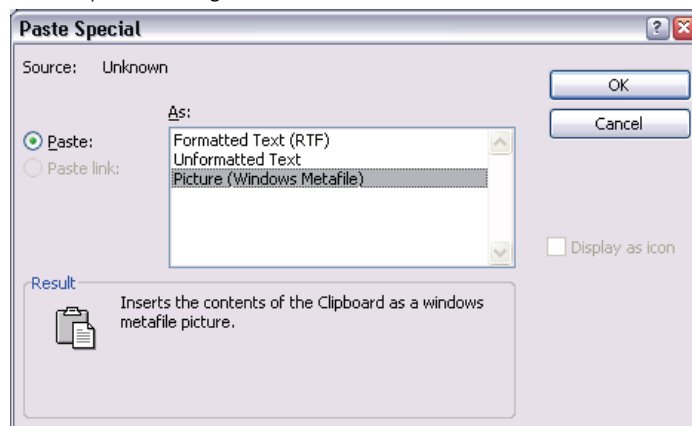 Paste Special
Source: Unknown
OK
As:
Cancel
Paste:
Formatted Text (RTF)
Unformatted Text
Paste link:
Picture (Windows Metafile)
Display as icon
Result
Inserts the contents of the Clipboard as a windows
metafile picture.